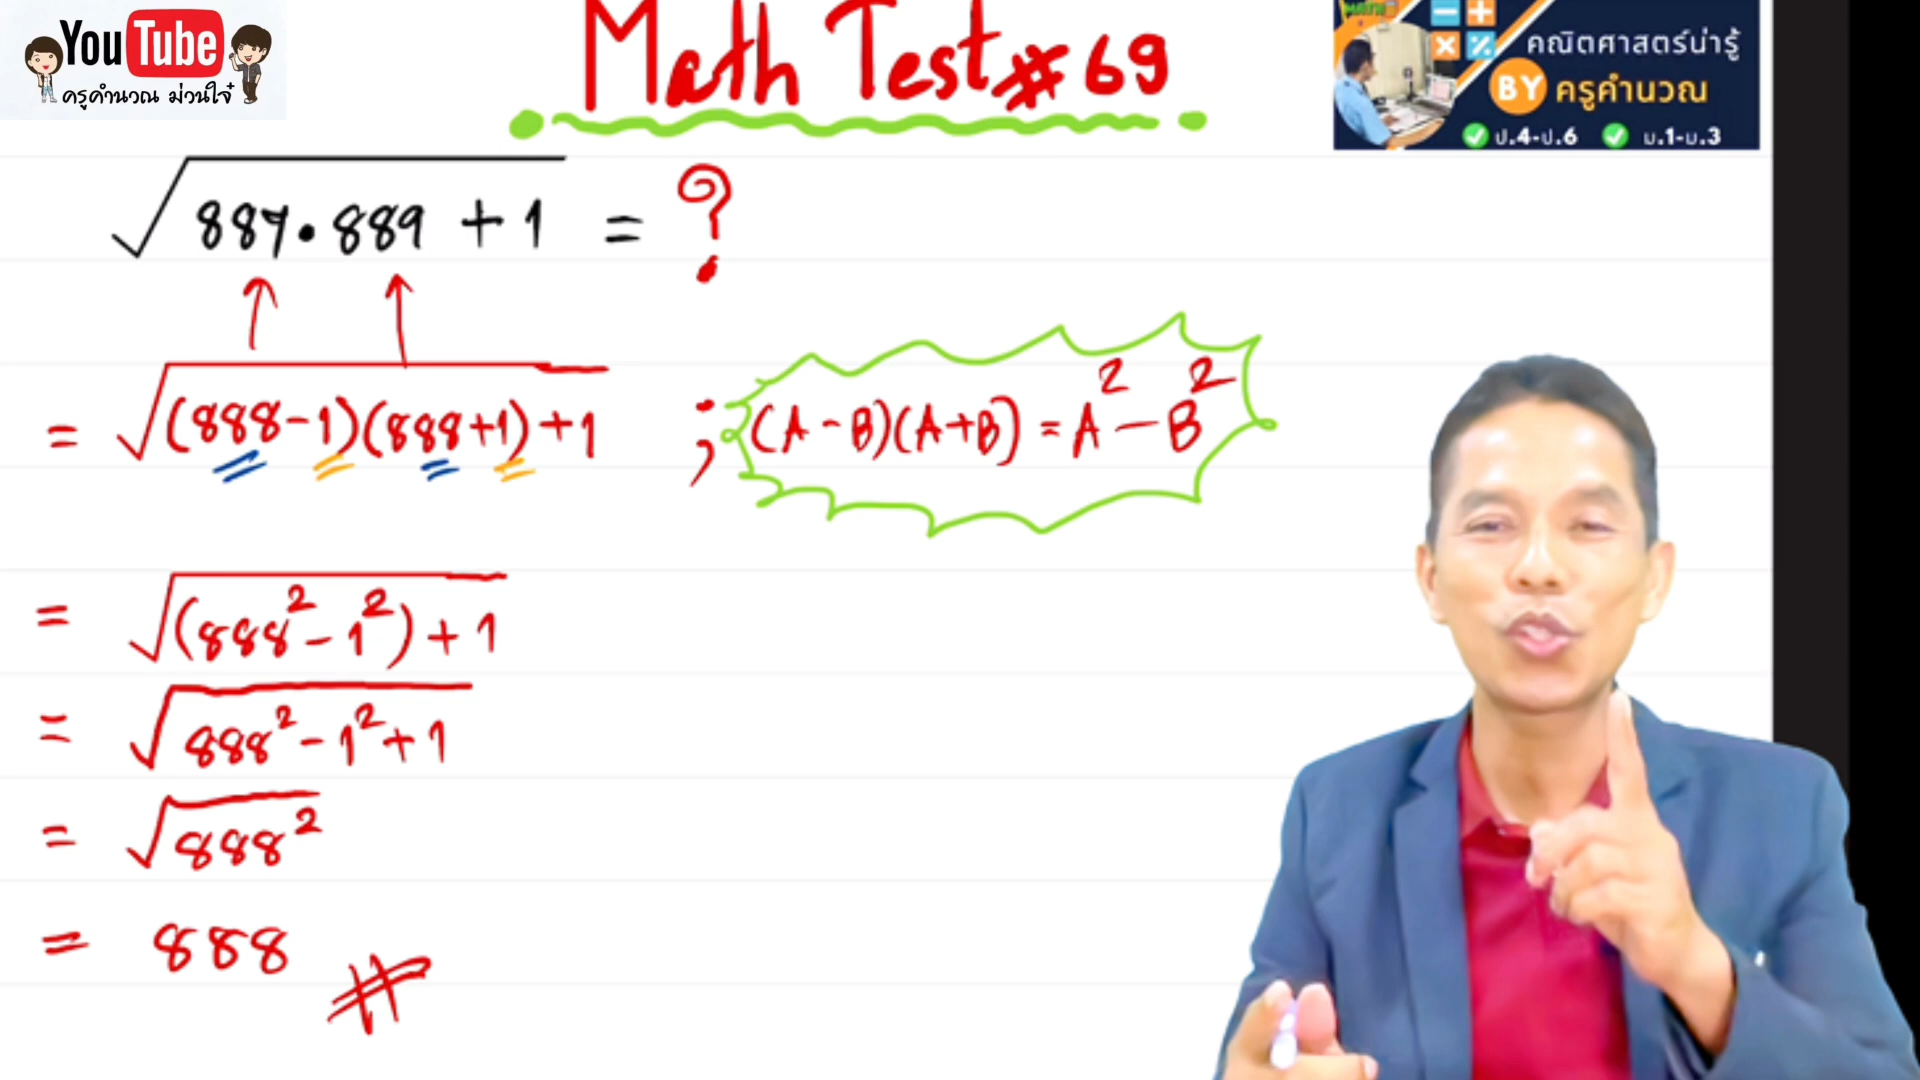 YouTube
ครูคำนวณ ม่วนใจ๋
Math Test #69
MATH
คณิตศาสตร์น่ารู้
BY ครูคำนวณ
ป.4-ป.6 ม.1-ม.3
√887•889 + 1 = ?
= √(888-1)(888+1)+1 ; (A-B)(A+B) = A² - B²
= √(888² - 1²) + 1
= √888² - 1² + 1
= √888²
= 888 #